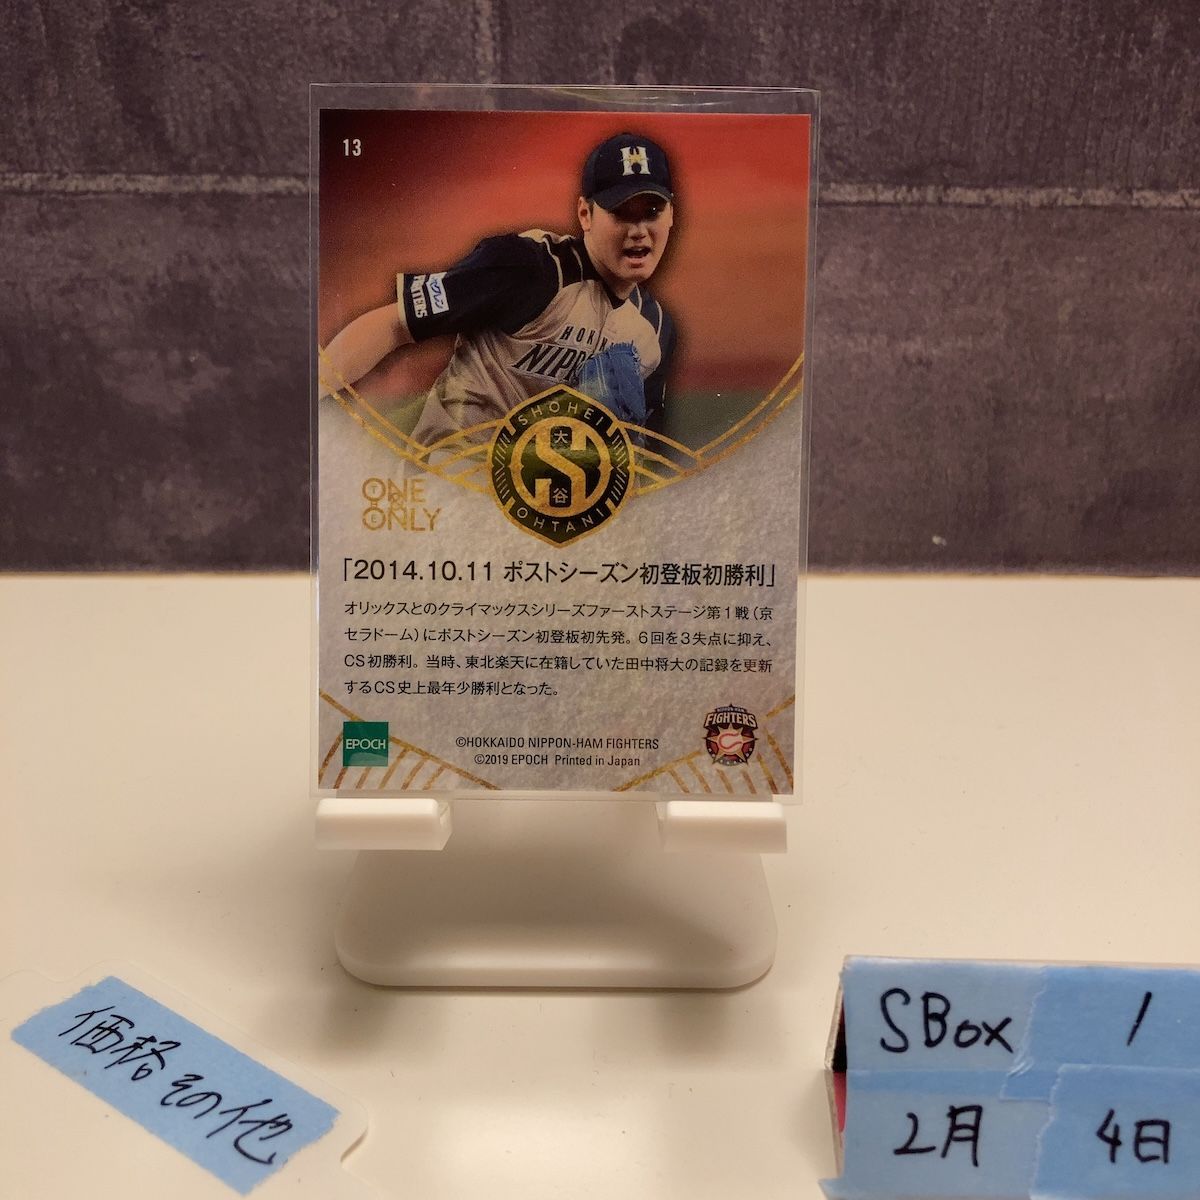 13
H
FIGHTERS
HOK
NIPP
SHOHEI
大
S
谷
OHTANI
ONE
THE
ONLY
「2014.10.11 ポストシーズン初登板初勝利」
オリックスとのクライマックスシリーズファーストステージ第1戦(京
セラドーム)にポストシーズン初登板初先発。6回を3失点に抑え、
CS初勝利。当時、東北楽天に在籍していた田中将大の記録を更新
するCS史上最年少勝利となった。
EPOCH
©HOKKAIDO NIPPON-HAM FIGHTERS
©2019 EPOCH Printed in Japan
NIPPON-HAM
FIGHTERS
価格その他
SBox 1
2月 4日